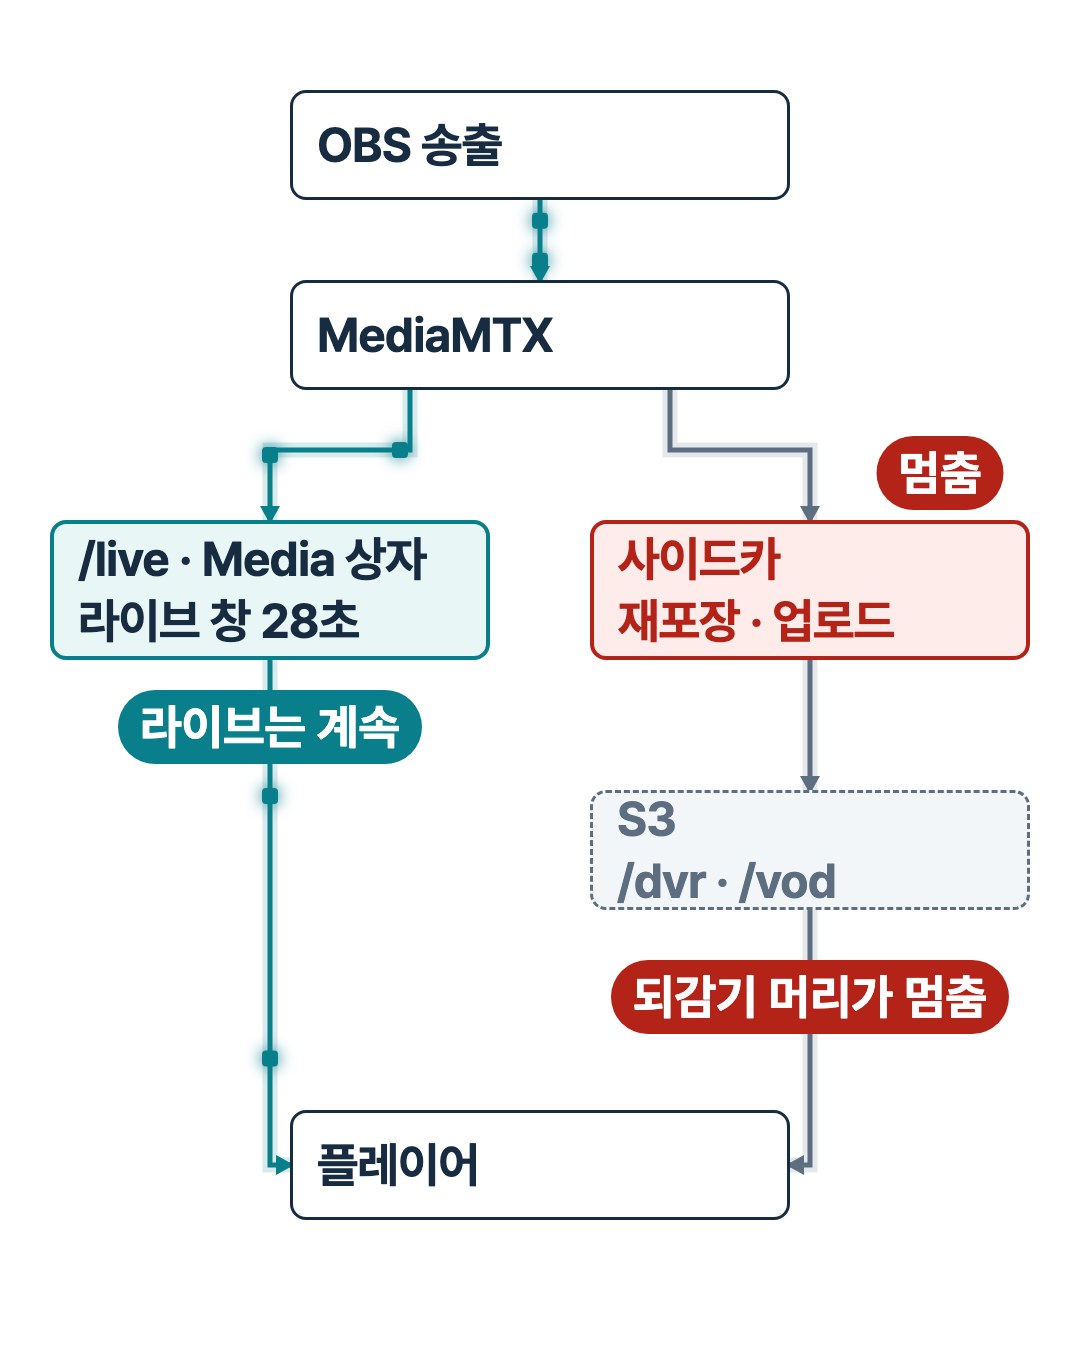 OBS 송출
MediaMTX
멈춤
/live · Media 상자
라이브 창 28초
사이드카
재포장 · 업로드
라이브는 계속
S3
/dvr · /vod
되감기 머리가 멈춤
플레이어